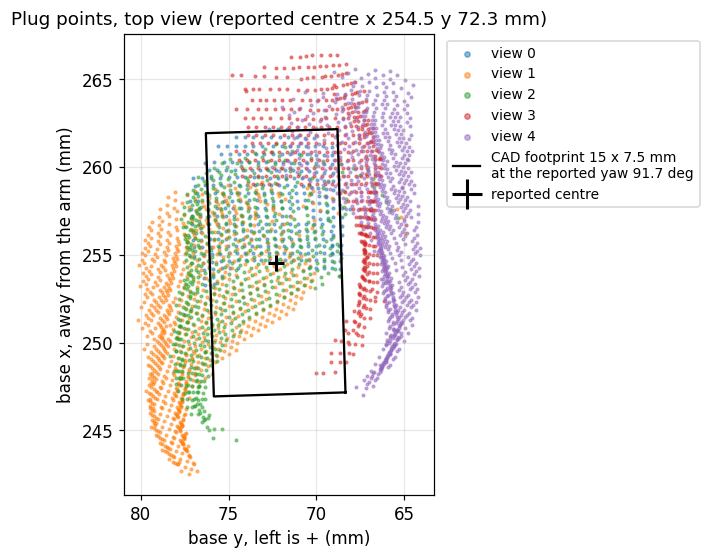 Plug points, top view (reported centre x 254.5 y 72.3 mm)
view 0
view 1
view 2
view 3
view 4
CAD footprint 15 x 7.5 mm
at the reported yaw 91.7 deg
reported centre
base x, away from the arm (mm)
265
260
255
250
245
80 75 70 65
base y, left is + (mm)